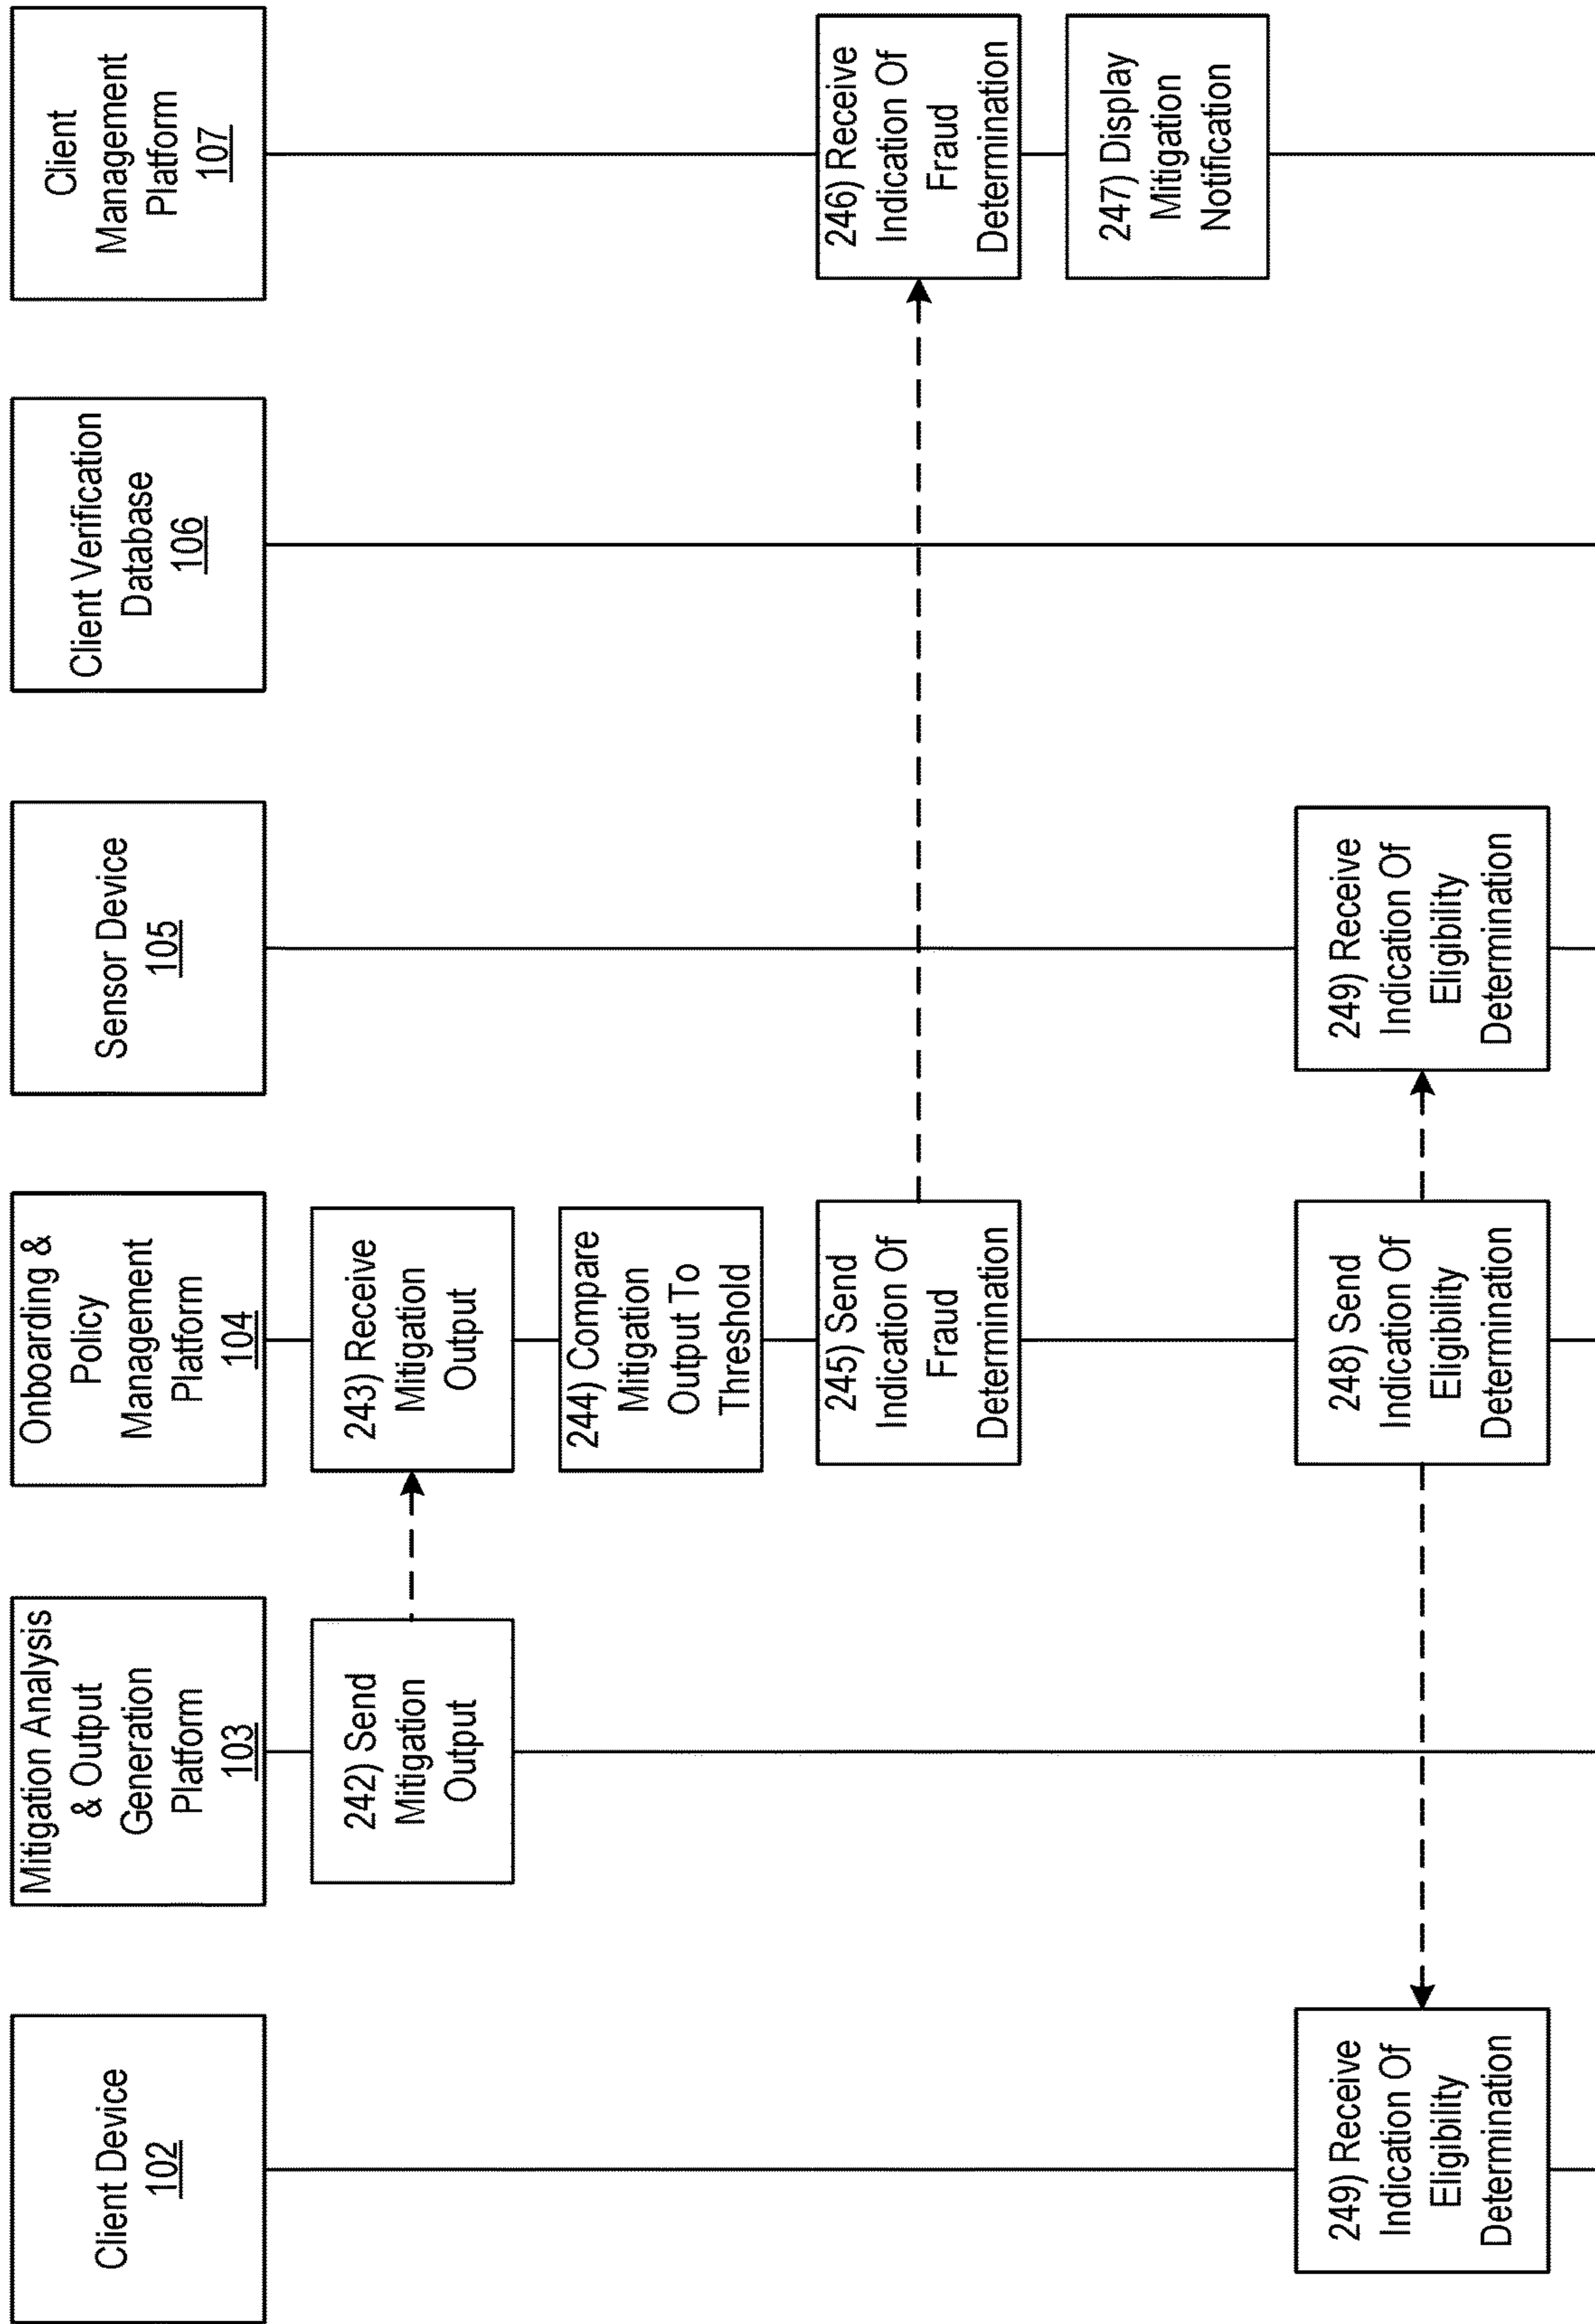 Client Device
102
Mitigation Analysis
& Output
Generation
Platform
103
Onboarding &
Policy
Management
Platform
104
Sensor Device
105
Client Verification
Database
106
Client
Management
Platform
107
242) Send
Mitigation
Output
243) Receive
Mitigation
Output
244) Compare
Mitigation
Output To
Threshold
245) Send
Indication Of
Fraud
Determination
246) Receive
Indication Of
Fraud
Determination
247) Display
Mitigation
Notification
249) Receive
Indication Of
Eligibility
Determination
248) Send
Indication Of
Eligibility
Determination
249) Receive
Indication Of
Eligibility
Determination